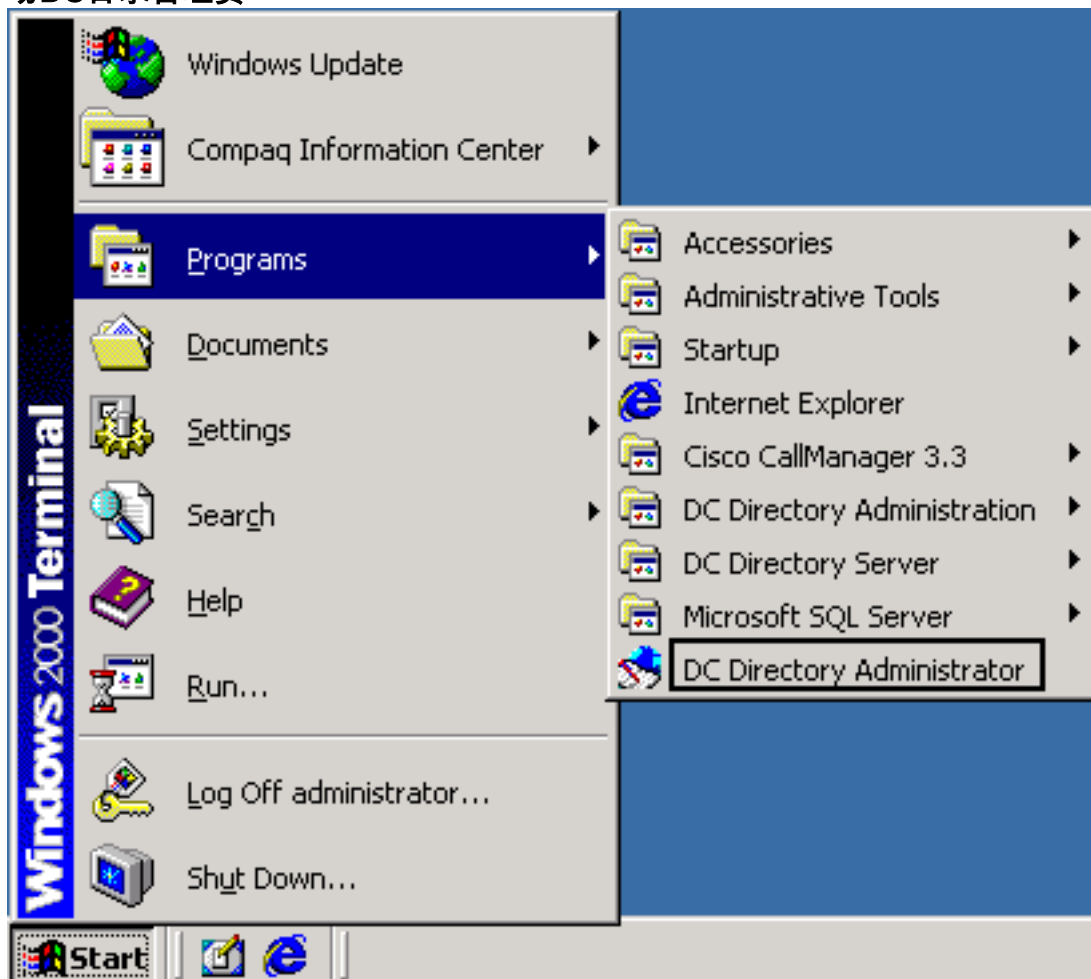 Windows Update
Compaq Information Center
Programs
Documents
Settings
Search
Help
Run...
Log Off administrator...
Shut Down...
Windows 2000 Terminal
Accessories
Administrative Tools
Startup
Internet Explorer
Cisco CallManager 3.3
DC Directory Administration
DC Directory Server
Microsoft SQL Server
DC Directory Administrator
Start